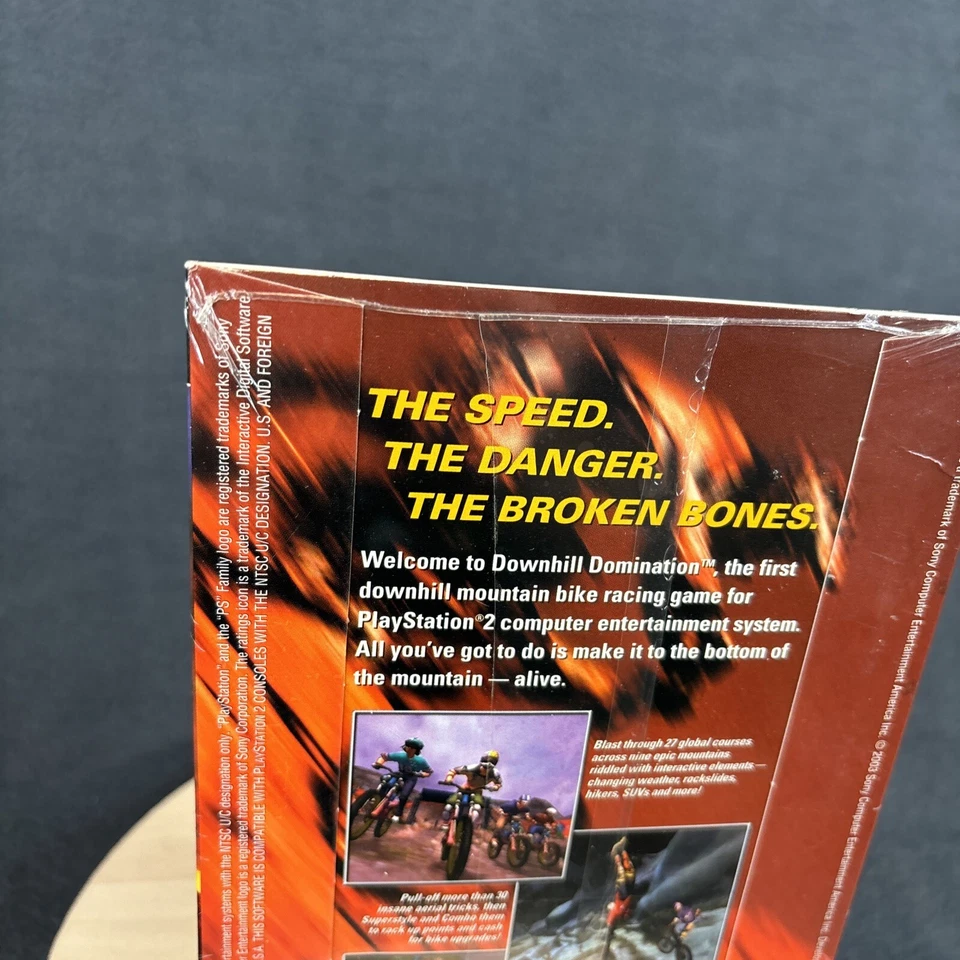 THE SPEED.
THE DANGER.
THE BROKEN BONES.
Welcome to Downhill Domination™, the first
downhill mountain bike racing game for
PlayStation®2 computer entertainment system.
All you've got to do is make it to the bottom of
the mountain — alive.
Blast through 27 global courses
across nine epic mountains
riddled with interactive elements—
changing weather, rockslides,
hikers, SUVs and more!
Pull-off more than 30
insane aerial tricks, then
Superstyle and Combo them
to rack up points and cash
for bike upgrades!
systems with the NTSC U/C designation only. "PlayStation" and the "PS" Family logo are registered trademarks of Sony
Entertainment logo is a registered trademark of Sony Corporation. The ratings icon is a trademark of the Interactive Digital Software
THIS SOFTWARE IS COMPATIBLE WITH PLAYSTATION 2 CONSOLES WITH THE NTSC U/C DESIGNATION. U.S. AND FOREIGN
trademark of Sony Computer Entertainment America Inc. © 2003 Sony Computer Entertainment America Inc.